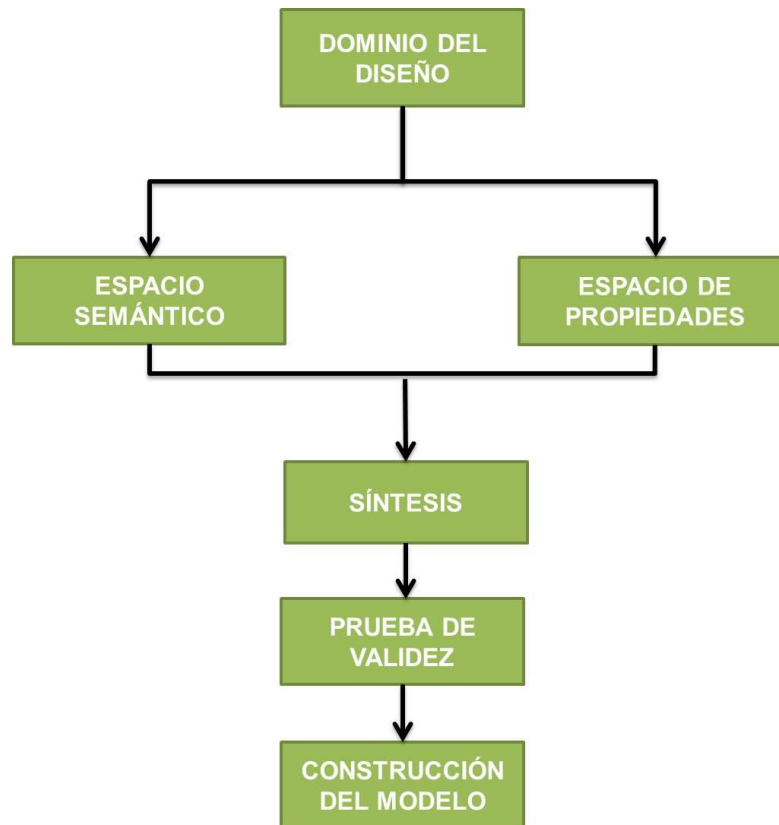 DOMINIO DEL
DISEÑO
ESPACIO
SEMÁNTICO
ESPACIO DE
PROPIEDADES
SÍNTESIS
PRUEBA DE
VALIDEZ
CONSTRUCCIÓN
DEL MODELO